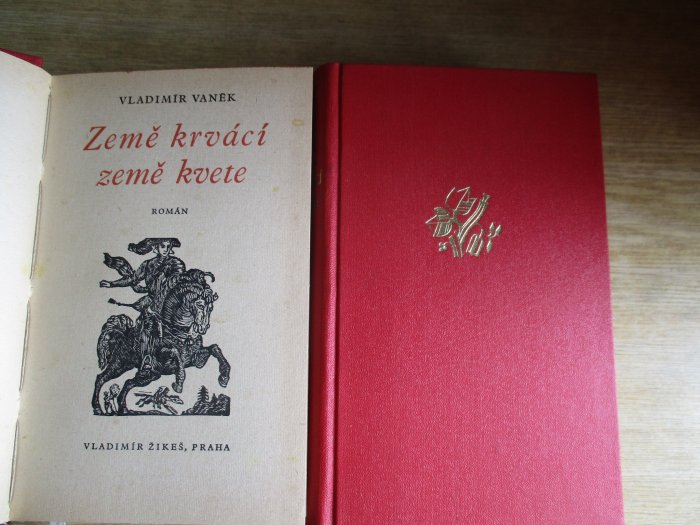 VLADIMÍR VANĚK
Země krvácí
země kvete
ROMÁN
VLADIMÍR ŽIKEŠ, PRAHA